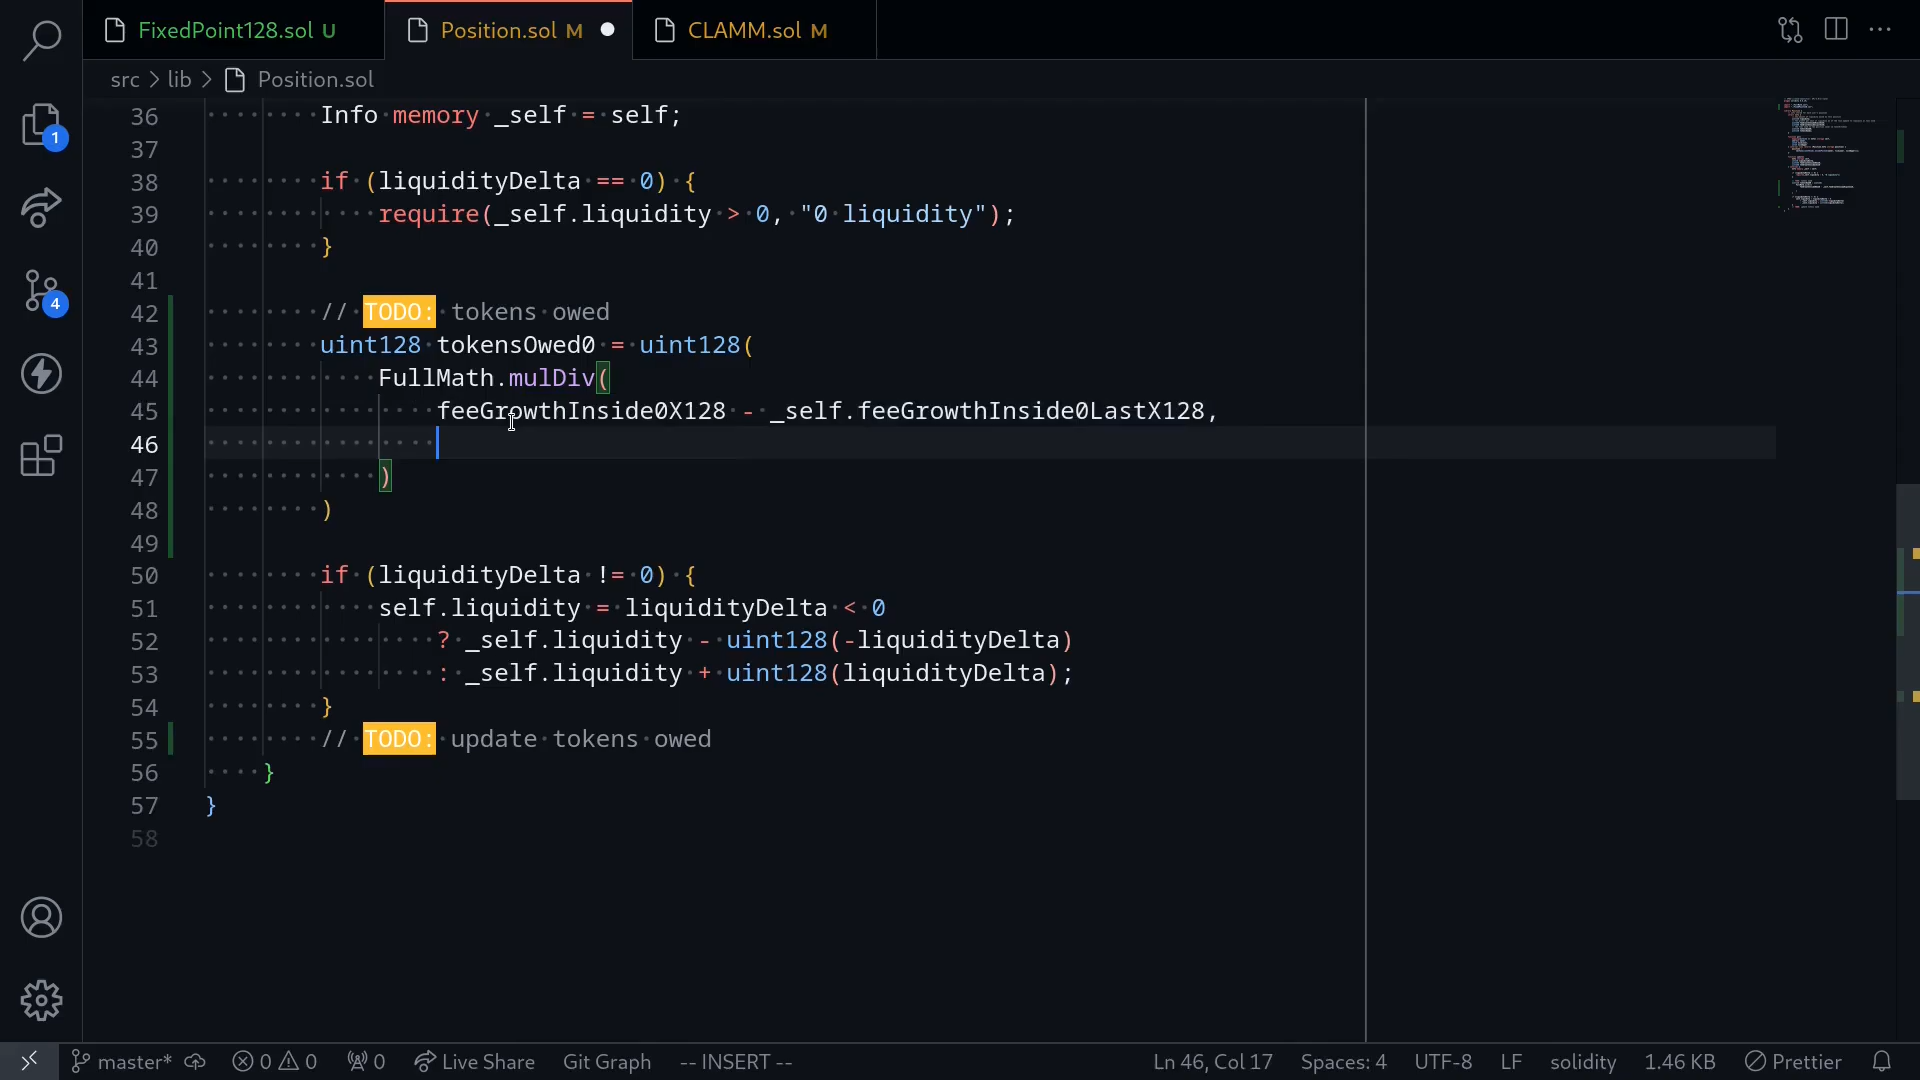 FixedPoint128.sol U
Position.sol M
CLAMM.sol M
src > lib > Position.sol
36 Info memory _self = self;
37
38 if (liquidityDelta == 0) {
39 require(_self.liquidity > 0, "0 liquidity");
40 }
41
42 // TODO: tokens owed
43 uint128 tokensOwed0 = uint128(
44 FullMath.mulDiv(
45 feeGrowthInside0X128 - _self.feeGrowthInside0LastX128,
46
47 )
48 )
49
50 if (liquidityDelta != 0) {
51 self.liquidity = liquidityDelta < 0
52 ? _self.liquidity - uint128(-liquidityDelta)
53 : _self.liquidity + uint128(liquidityDelta);
54 }
55 // TODO: update tokens owed
56 }
57 }
58
1
4
master* 0 0 0 Live Share Git Graph -- INSERT -- Ln 46, Col 17 Spaces: 4 UTF-8 LF solidity 1.46 KB Prettier